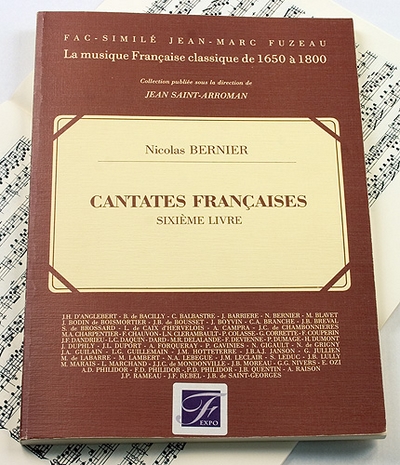 FAC-SIMILÉ JEAN-MARC FUZEAU
La musique Française classique de 1650 à 1800
Collection publiée sous la direction de
JEAN SAINT-ARROMAN
Nicolas BERNIER
CANTATES FRANÇAISES
SIXIÈME LIVRE
J.H. D'ANGLEBERT - B. de BACILLY - C. BALBASTRE - J. BARRIERE - N. BERNIER - M. BLAVET
J. BODIN de BOISMORTIER - J.B. de BOUSSET - J. BOYVIN - C.A. BRANCHE - J.B. BREVAL
S. de BROSSARD - L. de CAIX d'HERVELOIS - A. CAMPRA - J.C. de CHAMBONNIERES
M.A. CHARPENTIER - F. CHAUVON - L.N. CLERAMBAULT - P. COLASSE - G. CORRETTE - F. COUPERIN
J.F. DANDRIEU - L.C. DAQUIN - DARD - M.R. DELALANDE - F. DEVIENNE - P. DUMAGE - H. DUMONT
J. DUPHLY - J.L. DUPORT - A. FORQUERAY - P. GAVINIES - N. GIGAULT - N. de GRIGNY
J.A. GUILAIN - L.G. GUILLEMAIN - J.M. HOTTETERRE - J.B.A.J. JANSON - G. JULLIEN
M. de LABARRE - M. LAMBERT - N.A. LEBEGUE - J.M. LECLAIR - S. LEDUC - J.B. LULLY
M. MARAIS - L. MARCHAND - J.J.C. de MONDONVILLE - J.B. MOREAU - G.G. NIVERS - E. OZI
A.D. PHILIDOR - F.D. PHILIDOR - P.D. PHILIDOR - J.B. QUENTIN - A. RAISON
J.P. RAMEAU - J.F. REBEL - J.B. de SAINT-GEORGES
F
EXPO